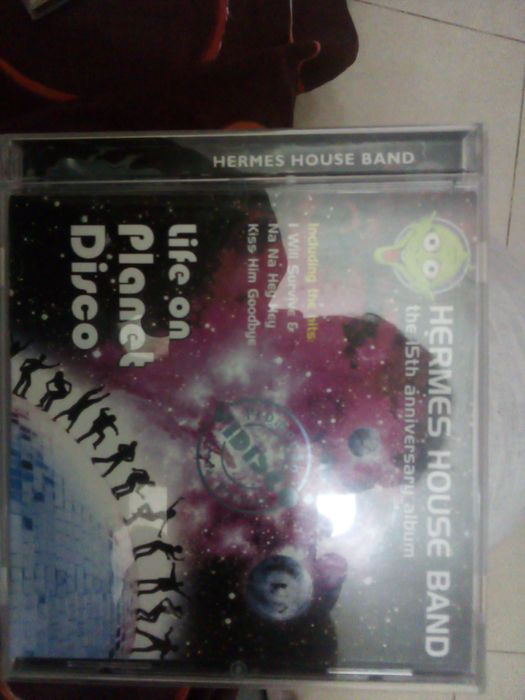 HERMES HOUSE BAND
HERMES HOUSE BAND
the 15th anniversary album
Including the hits:
I Will Survive &
Na Na Hey Hey
Kiss Him Goodbye
Life on
Planet
Disco